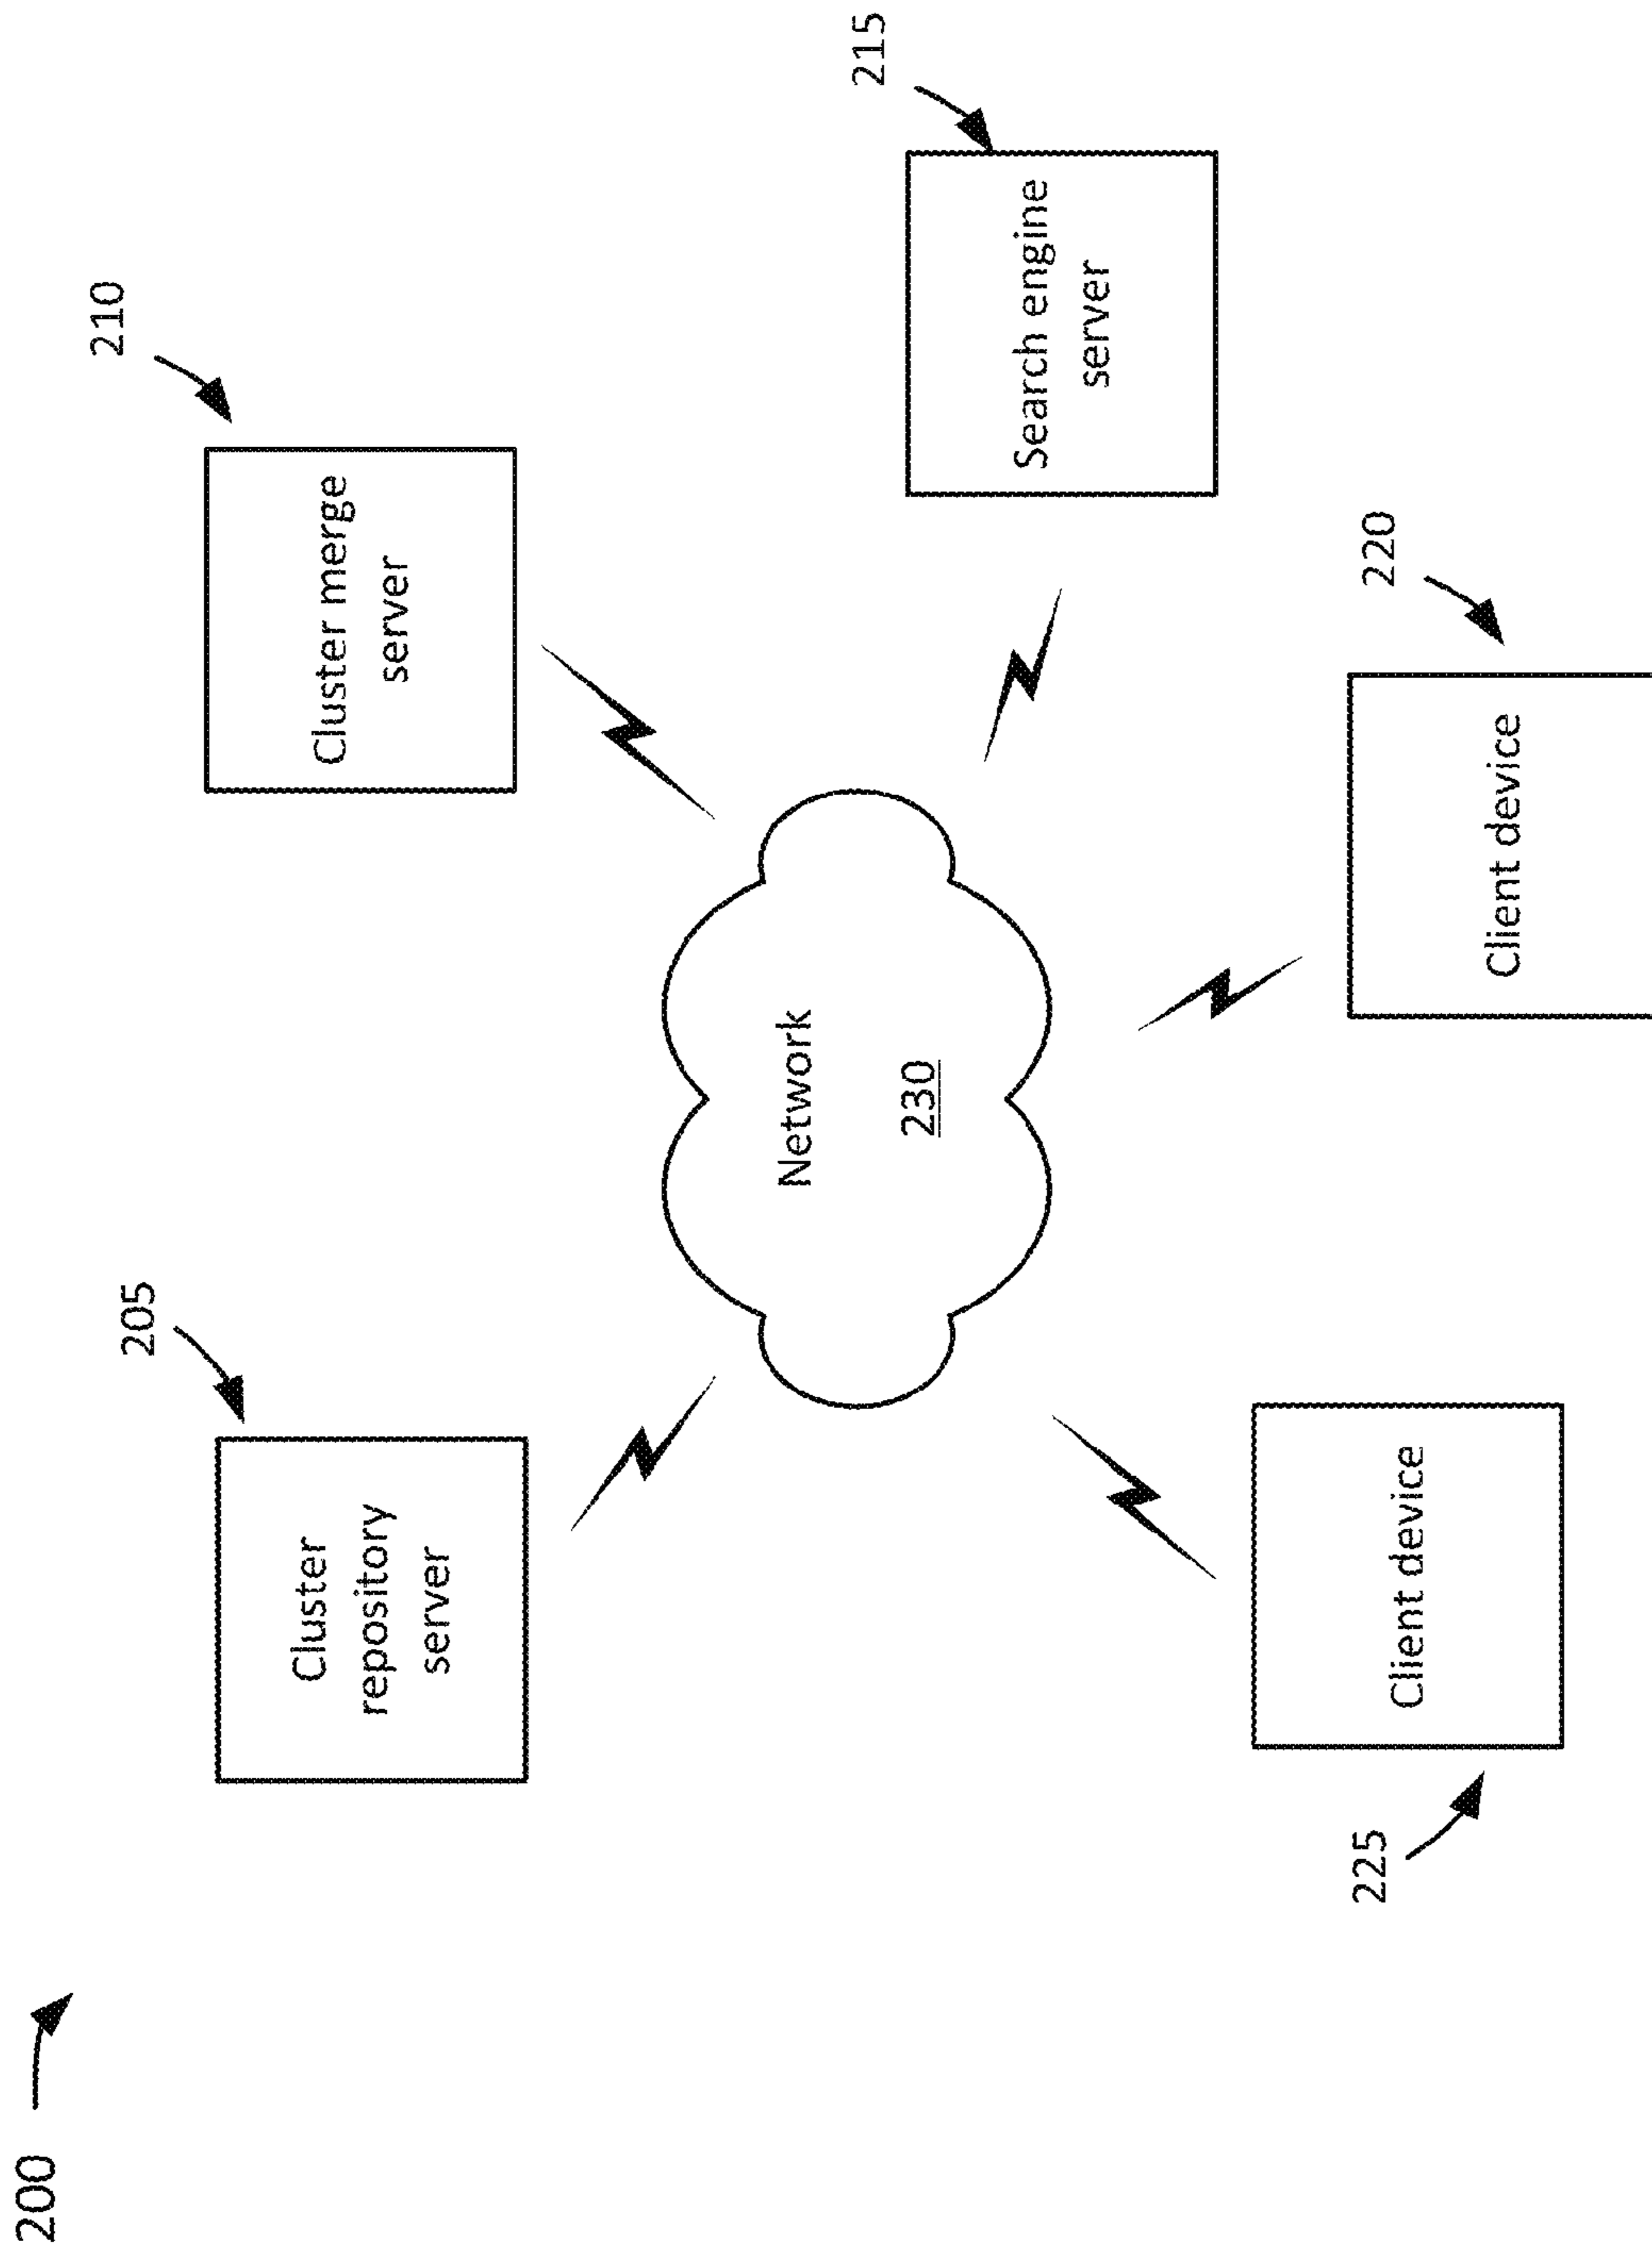 200
205
Cluster
repository
server
210
Cluster merge
server
Network
230
215
Search engine
server
225
Client device
220
Client device